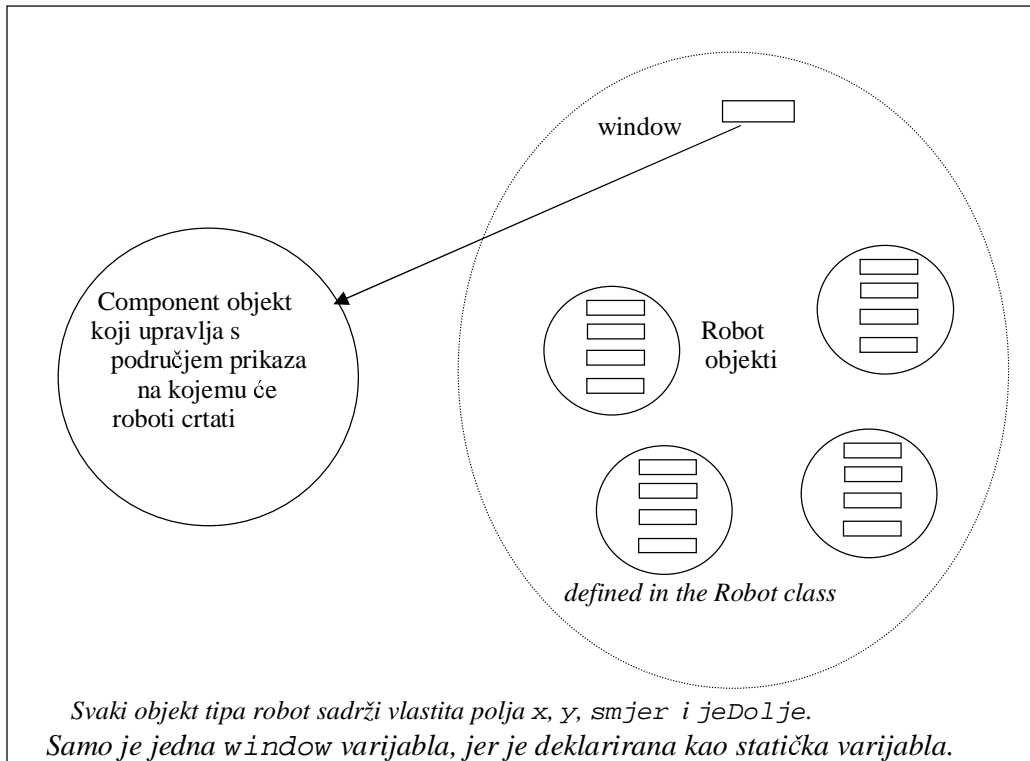 window
Component objekt
koji upravlja s
područjem prikaza
na kojemu će
roboti crtati
Robot
objekti
defined in the Robot class
Svaki objekt tipa robot sadrži vlastita polja x, y, smjer i jeDolje.
Samo je jedna window varijabla, jer je deklarirana kao statička varijabla.